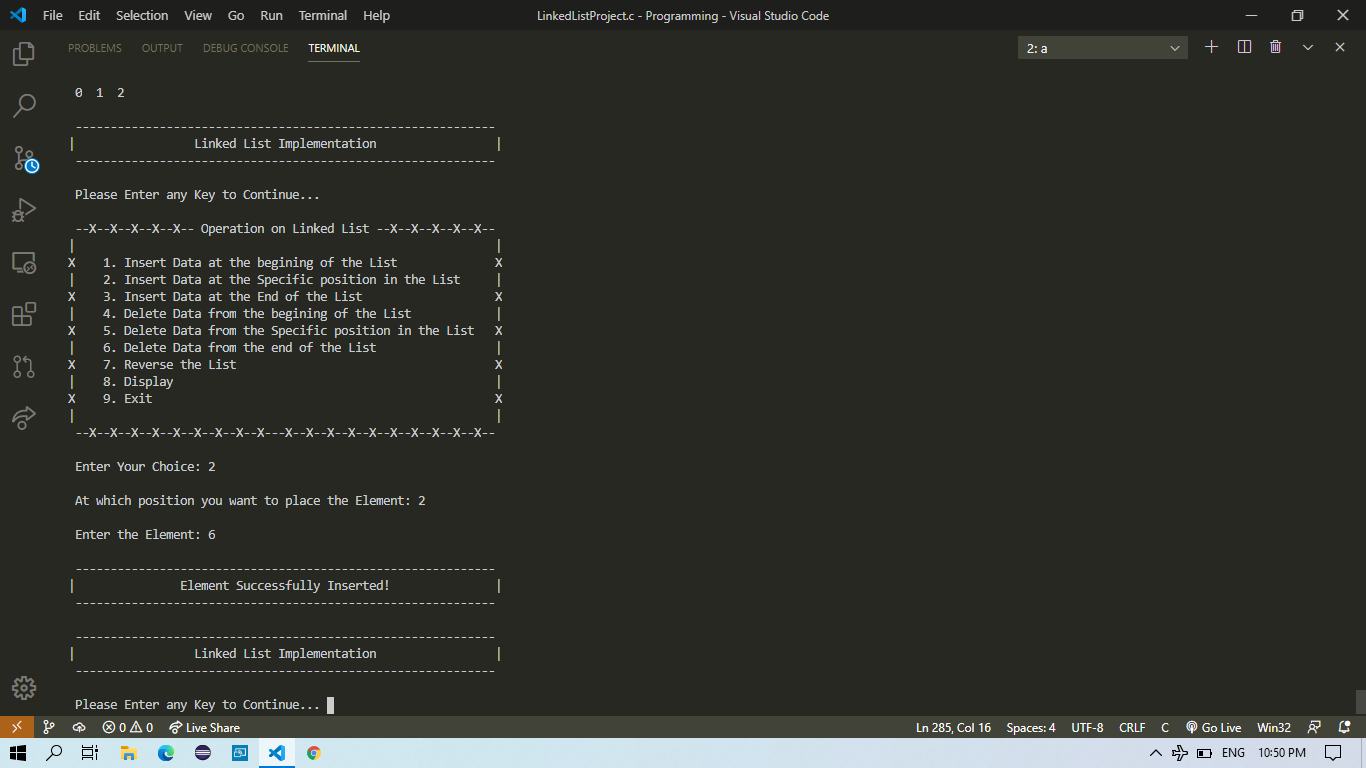 File Edit Selection View Go Run Terminal Help LinkedListProject.c - Programming - Visual Studio Code
PROBLEMS OUTPUT DEBUG CONSOLE TERMINAL 2: a
0 1 2
------------------------------------------------------------
| Linked List Implementation |
------------------------------------------------------------
Please Enter any Key to Continue...
--X--X--X--X--X-- Operation on Linked List --X--X--X--X--X--
| |
X 1. Insert Data at the begining of the List X
| 2. Insert Data at the Specific position in the List |
X 3. Insert Data at the End of the List X
| 4. Delete Data from the begining of the List |
X 5. Delete Data from the Specific position in the List X
| 6. Delete Data from the end of the List |
X 7. Reverse the List X
| 8. Display |
X 9. Exit X
| |
--X--X--X--X--X--X--X--X--X---X--X--X--X--X--X--X--X--X--X--
Enter Your Choice: 2
At which position you want to place the Element: 2
Enter the Element: 6
------------------------------------------------------------
| Element Successfully Inserted! |
------------------------------------------------------------
------------------------------------------------------------
| Linked List Implementation |
------------------------------------------------------------
Please Enter any Key to Continue...
0 0 Live Share Ln 285, Col 16 Spaces: 4 UTF-8 CRLF C Go Live Win32
ENG 10:50 PM